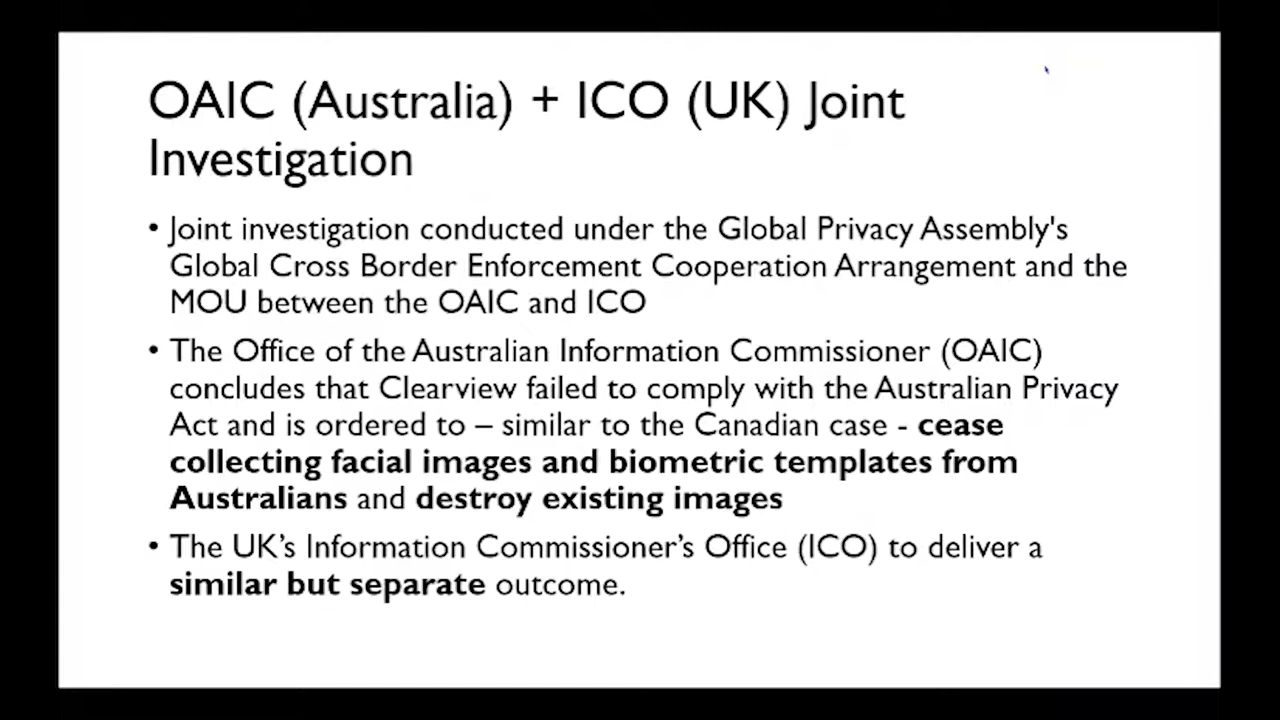 OAIC (Australia) + ICO (UK) Joint
Investigation
• Joint investigation conducted under the Global Privacy Assembly's
Global Cross Border Enforcement Cooperation Arrangement and the
MOU between the OAIC and ICO
• The Office of the Australian Information Commissioner (OAIC)
concludes that Clearview failed to comply with the Australian Privacy
Act and is ordered to – similar to the Canadian case - cease
collecting facial images and biometric templates from
Australians and destroy existing images
• The UK’s Information Commissioner’s Office (ICO) to deliver a
similar but separate outcome.